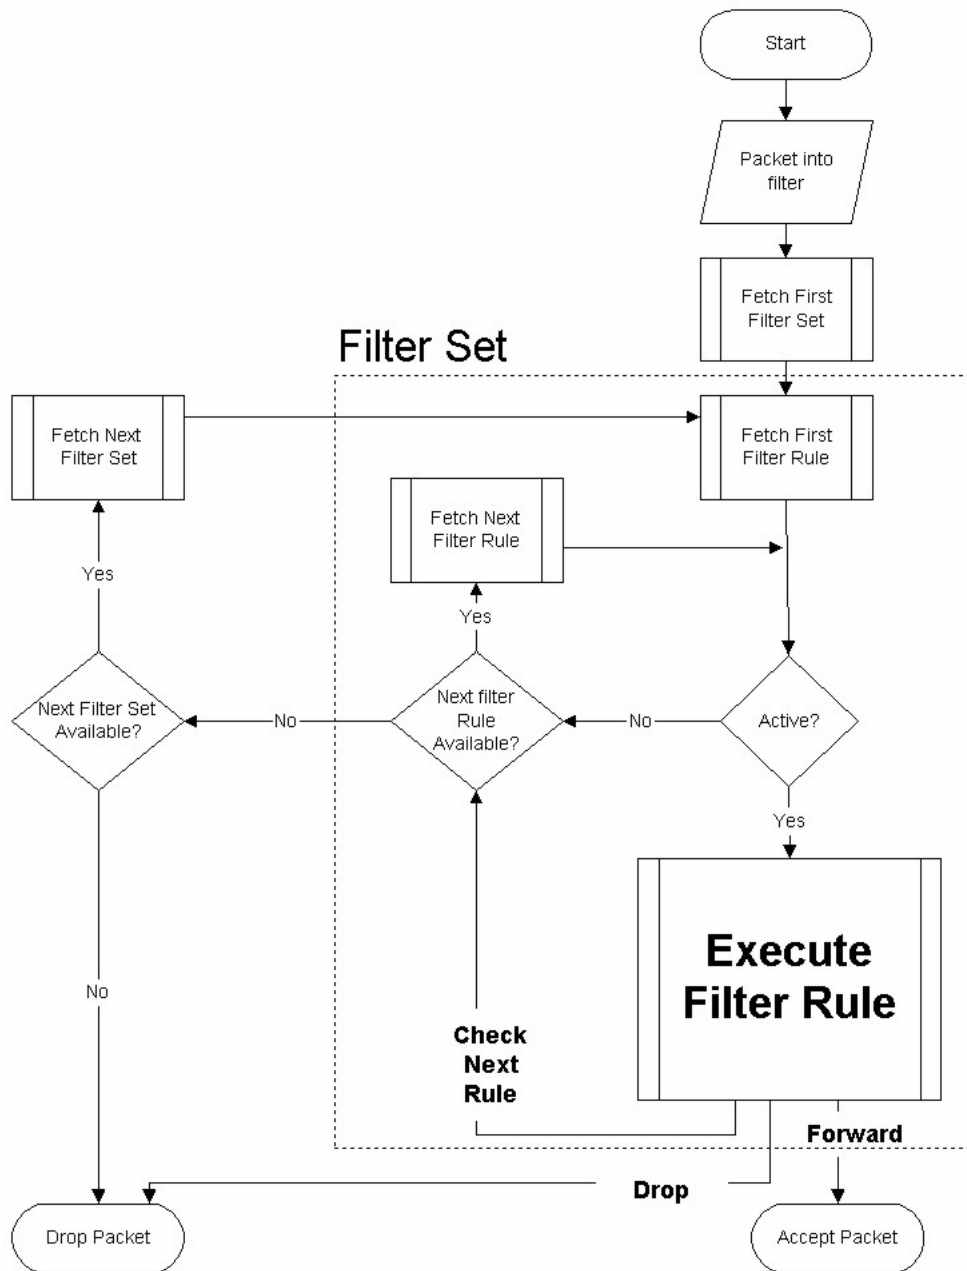 Start
Packet into
filter
Fetch First
Filter Set
Filter Set
Fetch Next
Filter Set
Fetch First
Filter Rule
Fetch Next
Filter Rule
Yes
Yes
Next Filter Set
Available?
No
Next filter
Rule
Available?
No
Active?
Yes
Execute
Filter Rule
No
Check
Next
Rule
Forward
Drop
Drop Packet
Accept Packet